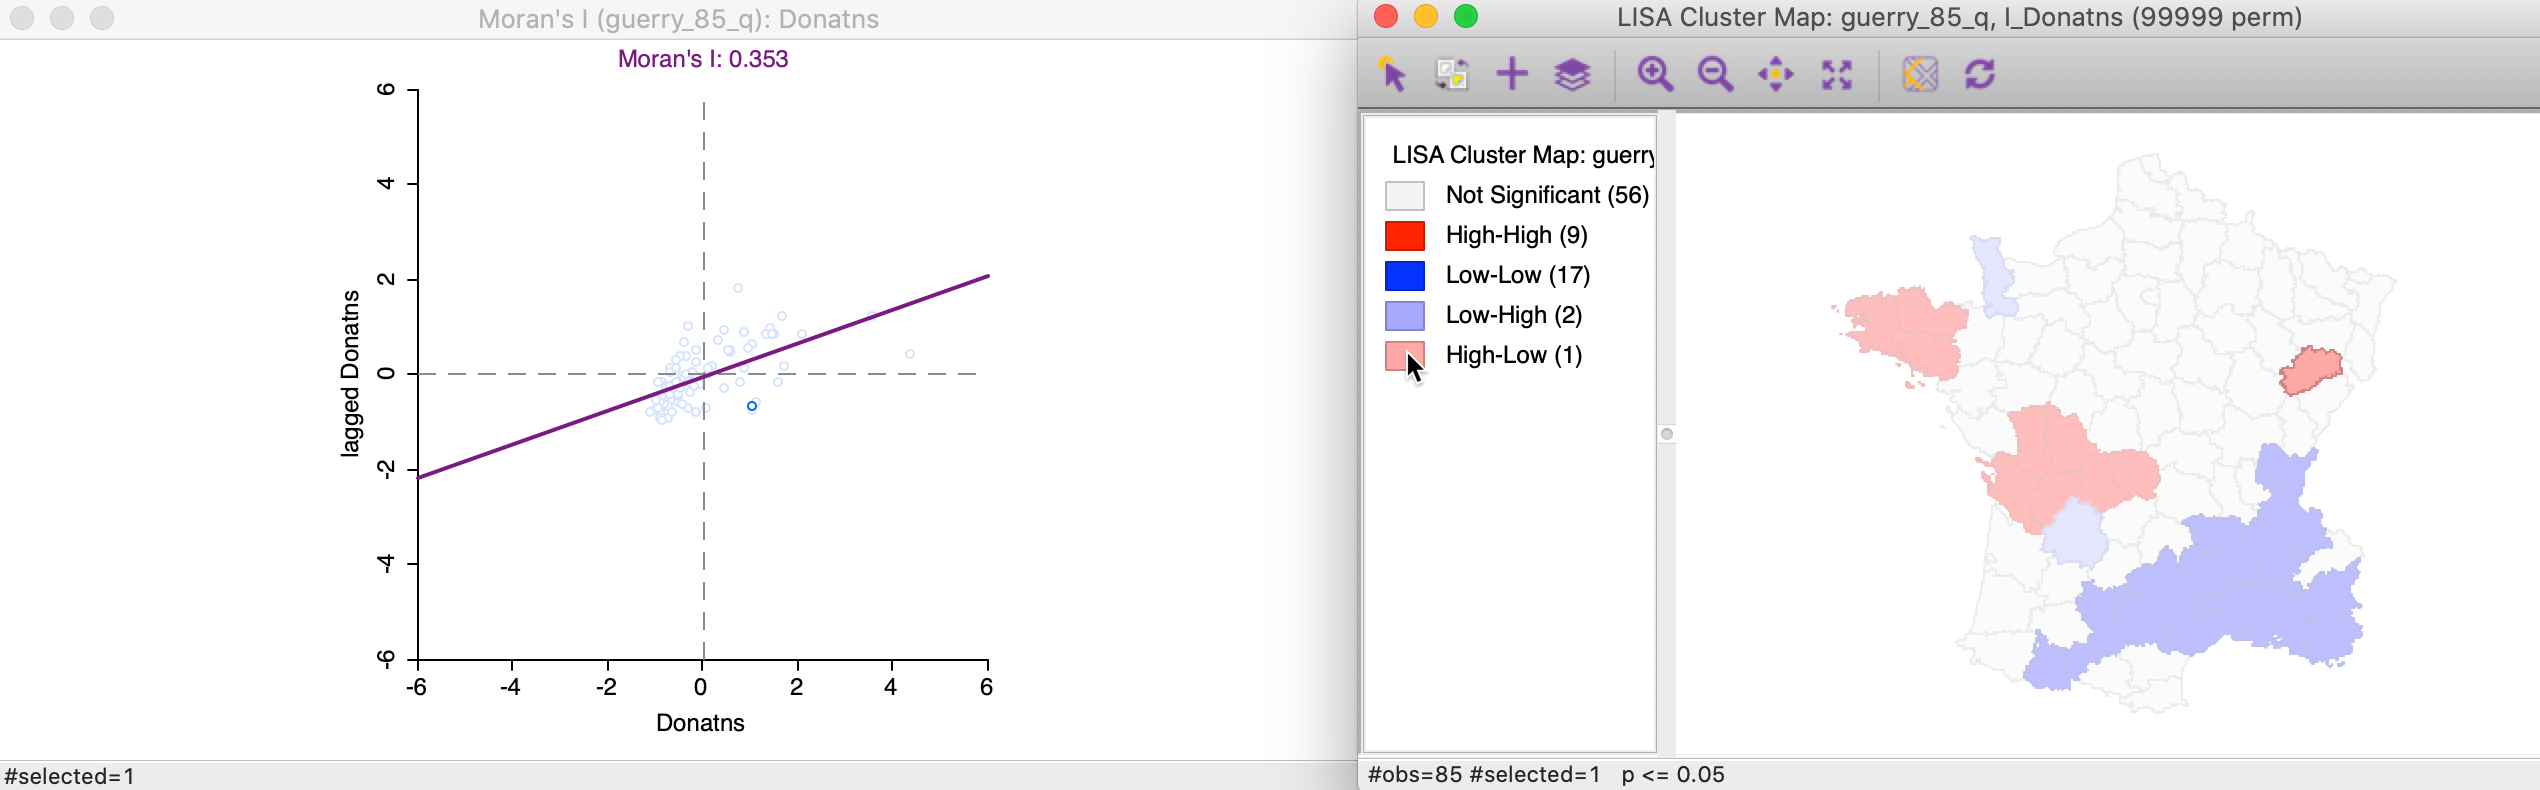 Moran's I (guerry_85_q): Donatns
Moran's I: 0.353
6
4
2
0
-2
-4
-6
lagged Donatns
-6 -4 -2 0 2 4 6
Donatns
#selected=1
LISA Cluster Map: guerry_85_q, I_Donatns (99999 perm)
LISA Cluster Map: guerry
Not Significant (56)
High-High (9)
Low-Low (17)
Low-High (2)
High-Low (1)
#obs=85 #selected=1 p <= 0.05